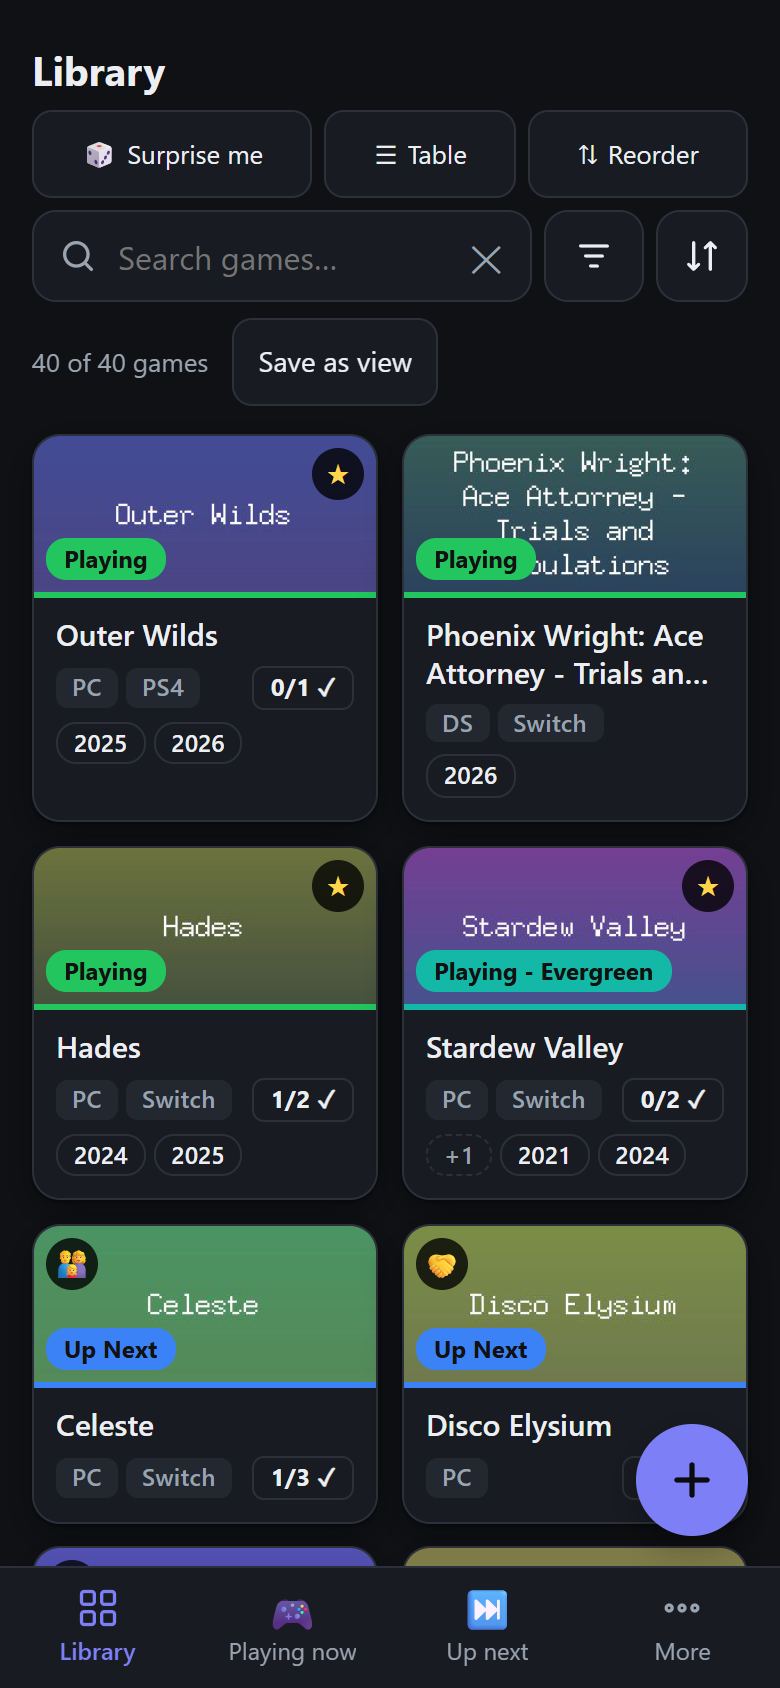 Library
Surprise me
Table
Reorder
Search games...
40 of 40 games
Save as view
Outer Wilds
Playing
Outer Wilds
PC PS4 0/1 ✓
2025 2026
Phoenix Wright:
Ace Attorney -
Trials and
Playing
Phoenix Wright: Ace
Attorney - Trials an...
DS Switch
2026
Hades
Playing
Hades
PC Switch 1/2 ✓
2024 2025
Stardew Valley
Playing - Evergreen
Stardew Valley
PC Switch 0/2 ✓
+1 2021 2024
Celeste
Up Next
Celeste
PC Switch 1/3 ✓
Disco Elysium
Up Next
Disco Elysium
PC
Library
Playing now
Up next
More